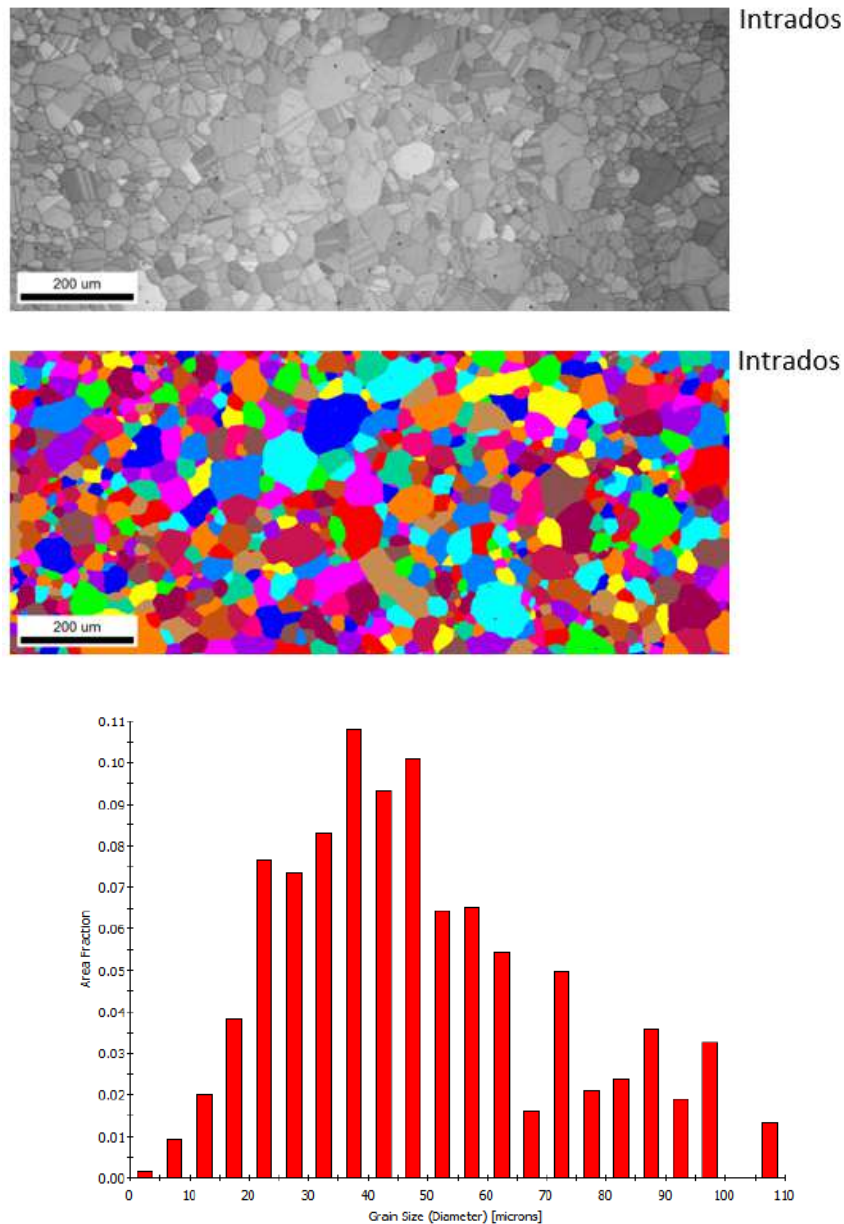 Intrados
200 um
Intrados
200 um
0.11
0.10
0.09
0.08
0.07
0.06
0.05
0.04
0.03
0.02
0.01
0.00
Area Fraction
0 10 20 30 40 50 60 70 80 90 100 110
Grain Size (Diameter) [microns]